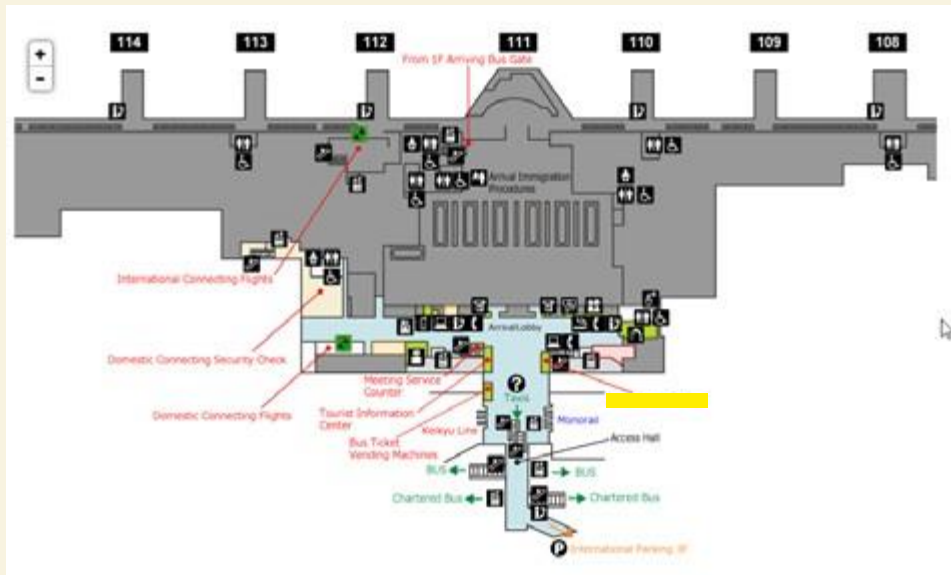 +
-
114
113
112
111
110
109
108
From 1F Arriving Bus Gate
Arrival Immigration
Procedures
International Connecting Flights
Arrival Lobby
Domestic Connecting Security Check
Meeting Service
Counter
Domestic Connecting Flights
Tourist Information
Center
Bus Ticket
Vending Machines
Keikyu Line
?
Taxis
Monorail
Access Hall
BUS
BUS
Chartered Bus
Chartered Bus
P
International Parking 3F